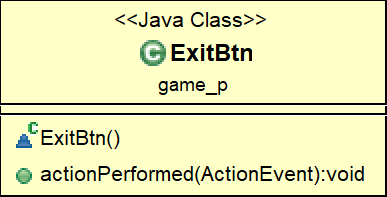 <<Java Class>>
ExitBtn
game_p
ExitBtn()
actionPerformed(ActionEvent):void